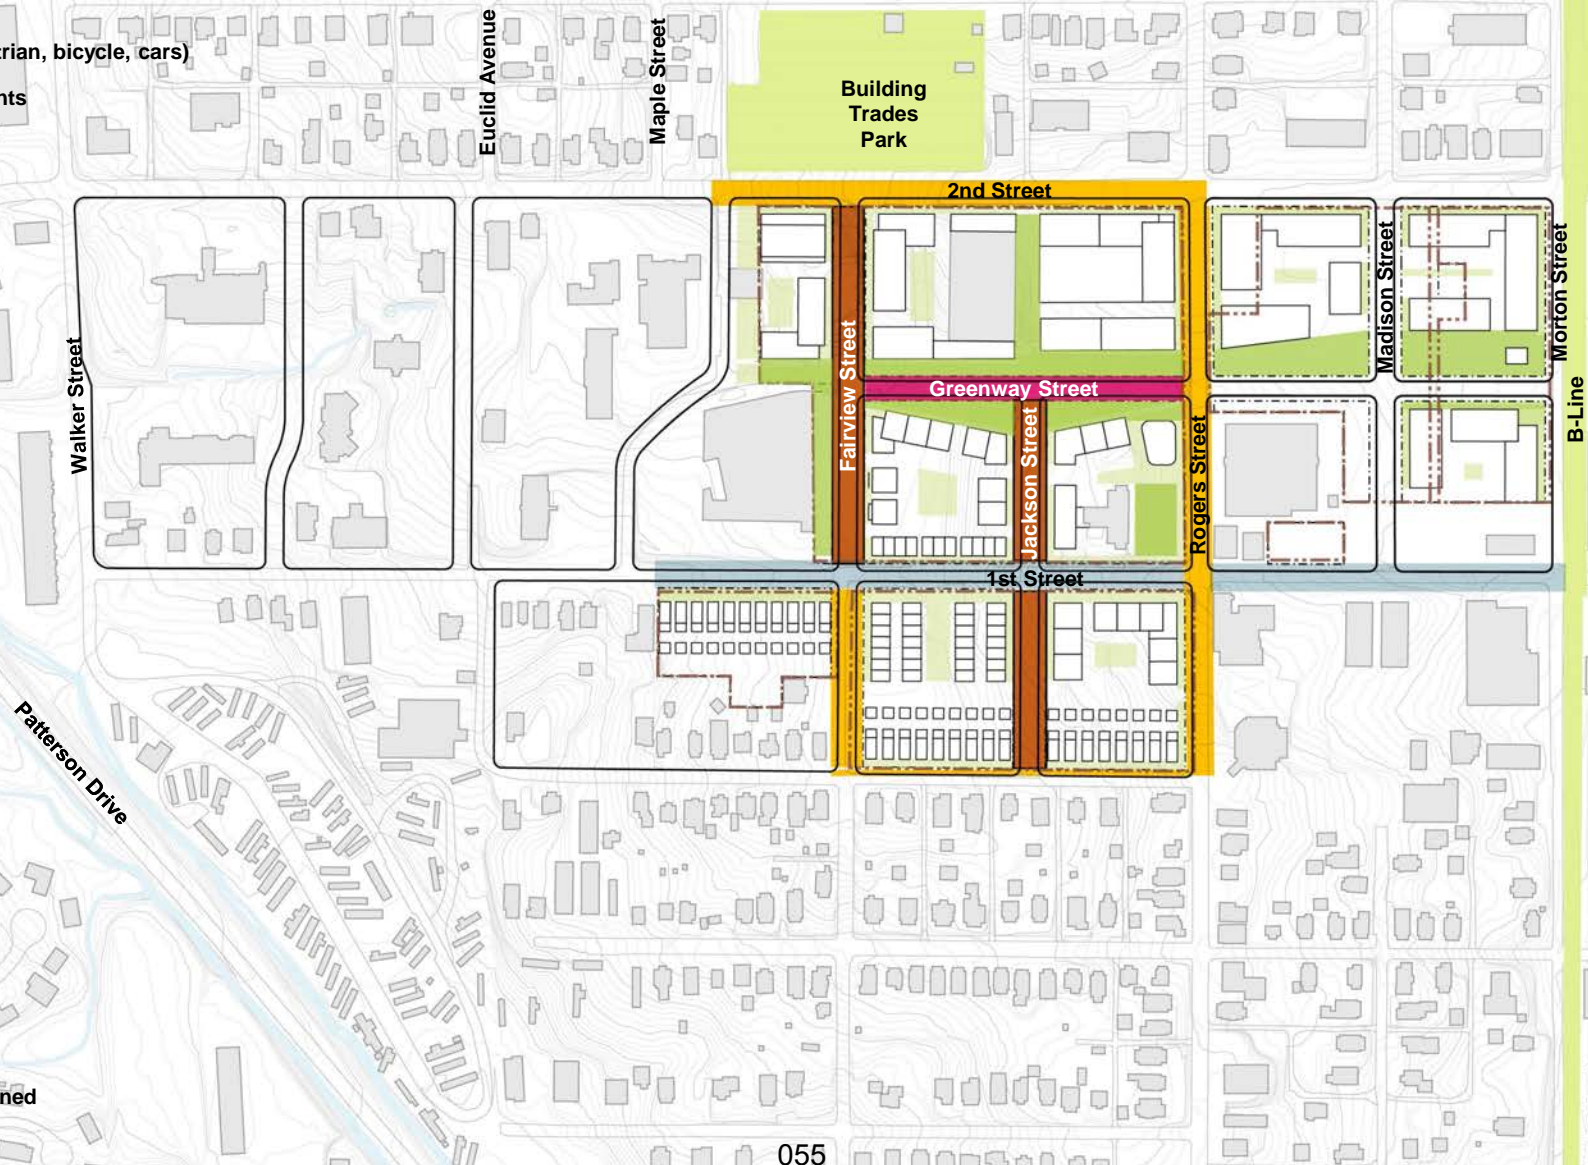 trian, bicycle, cars)
nts
Euclid Avenue
Maple Street
Building
Trades
Park
2nd Street
Walker Street
Fairview Street
Greenway Street
Jackson Street
Rogers Street
Madison Street
Morton Street
B-Line
1st Street
Patterson Drive
ned
055